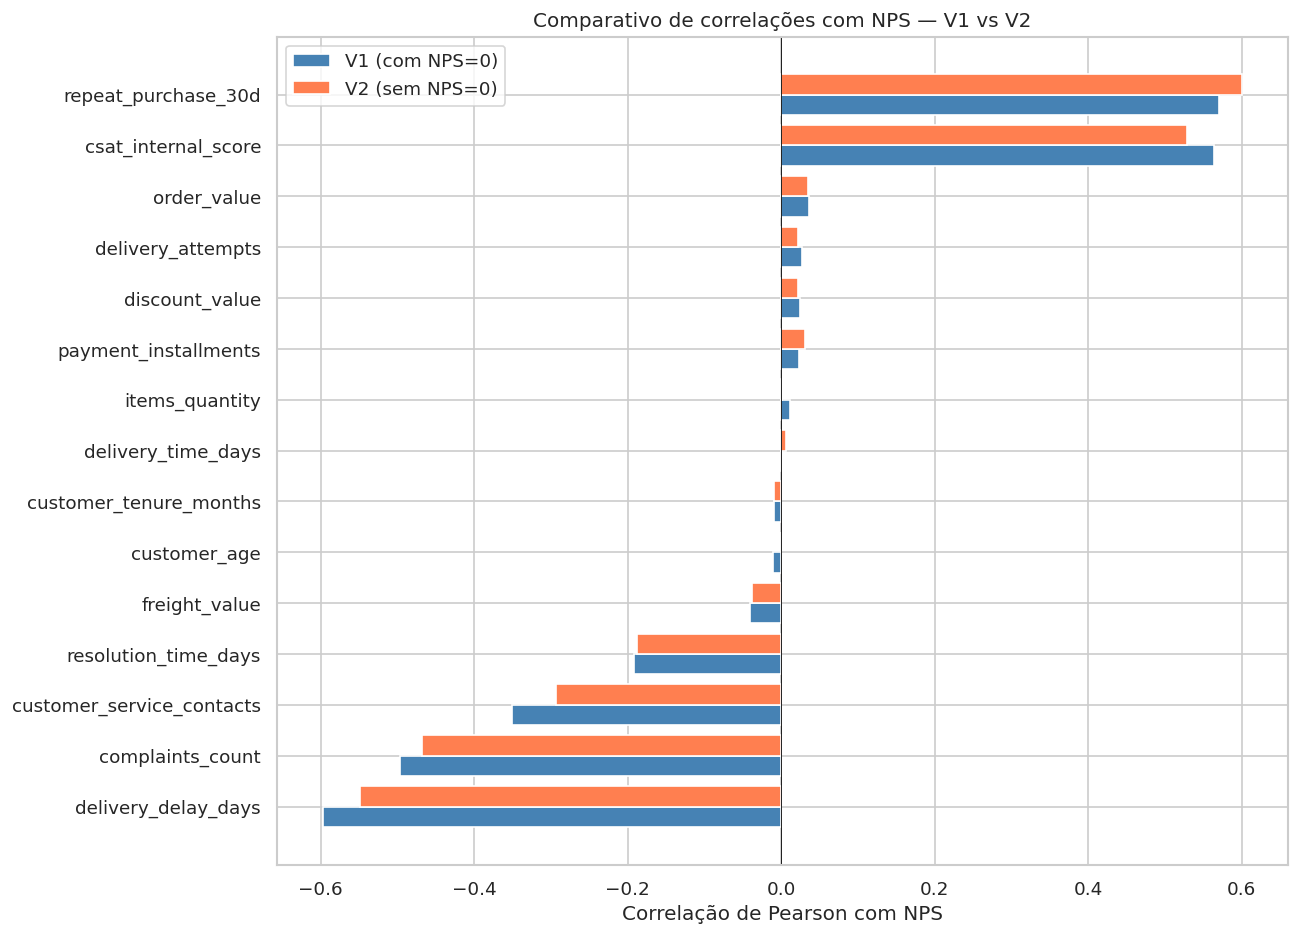 Comparativo de correlações com NPS — V1 vs V2
V1 (com NPS=0)
V2 (sem NPS=0)
repeat_purchase_30d
csat_internal_score
order_value
delivery_attempts
discount_value
payment_installments
items_quantity
delivery_time_days
customer_tenure_months
customer_age
freight_value
resolution_time_days
customer_service_contacts
complaints_count
delivery_delay_days
−0.6 −0.4 −0.2 0.0 0.2 0.4 0.6
Correlação de Pearson com NPS